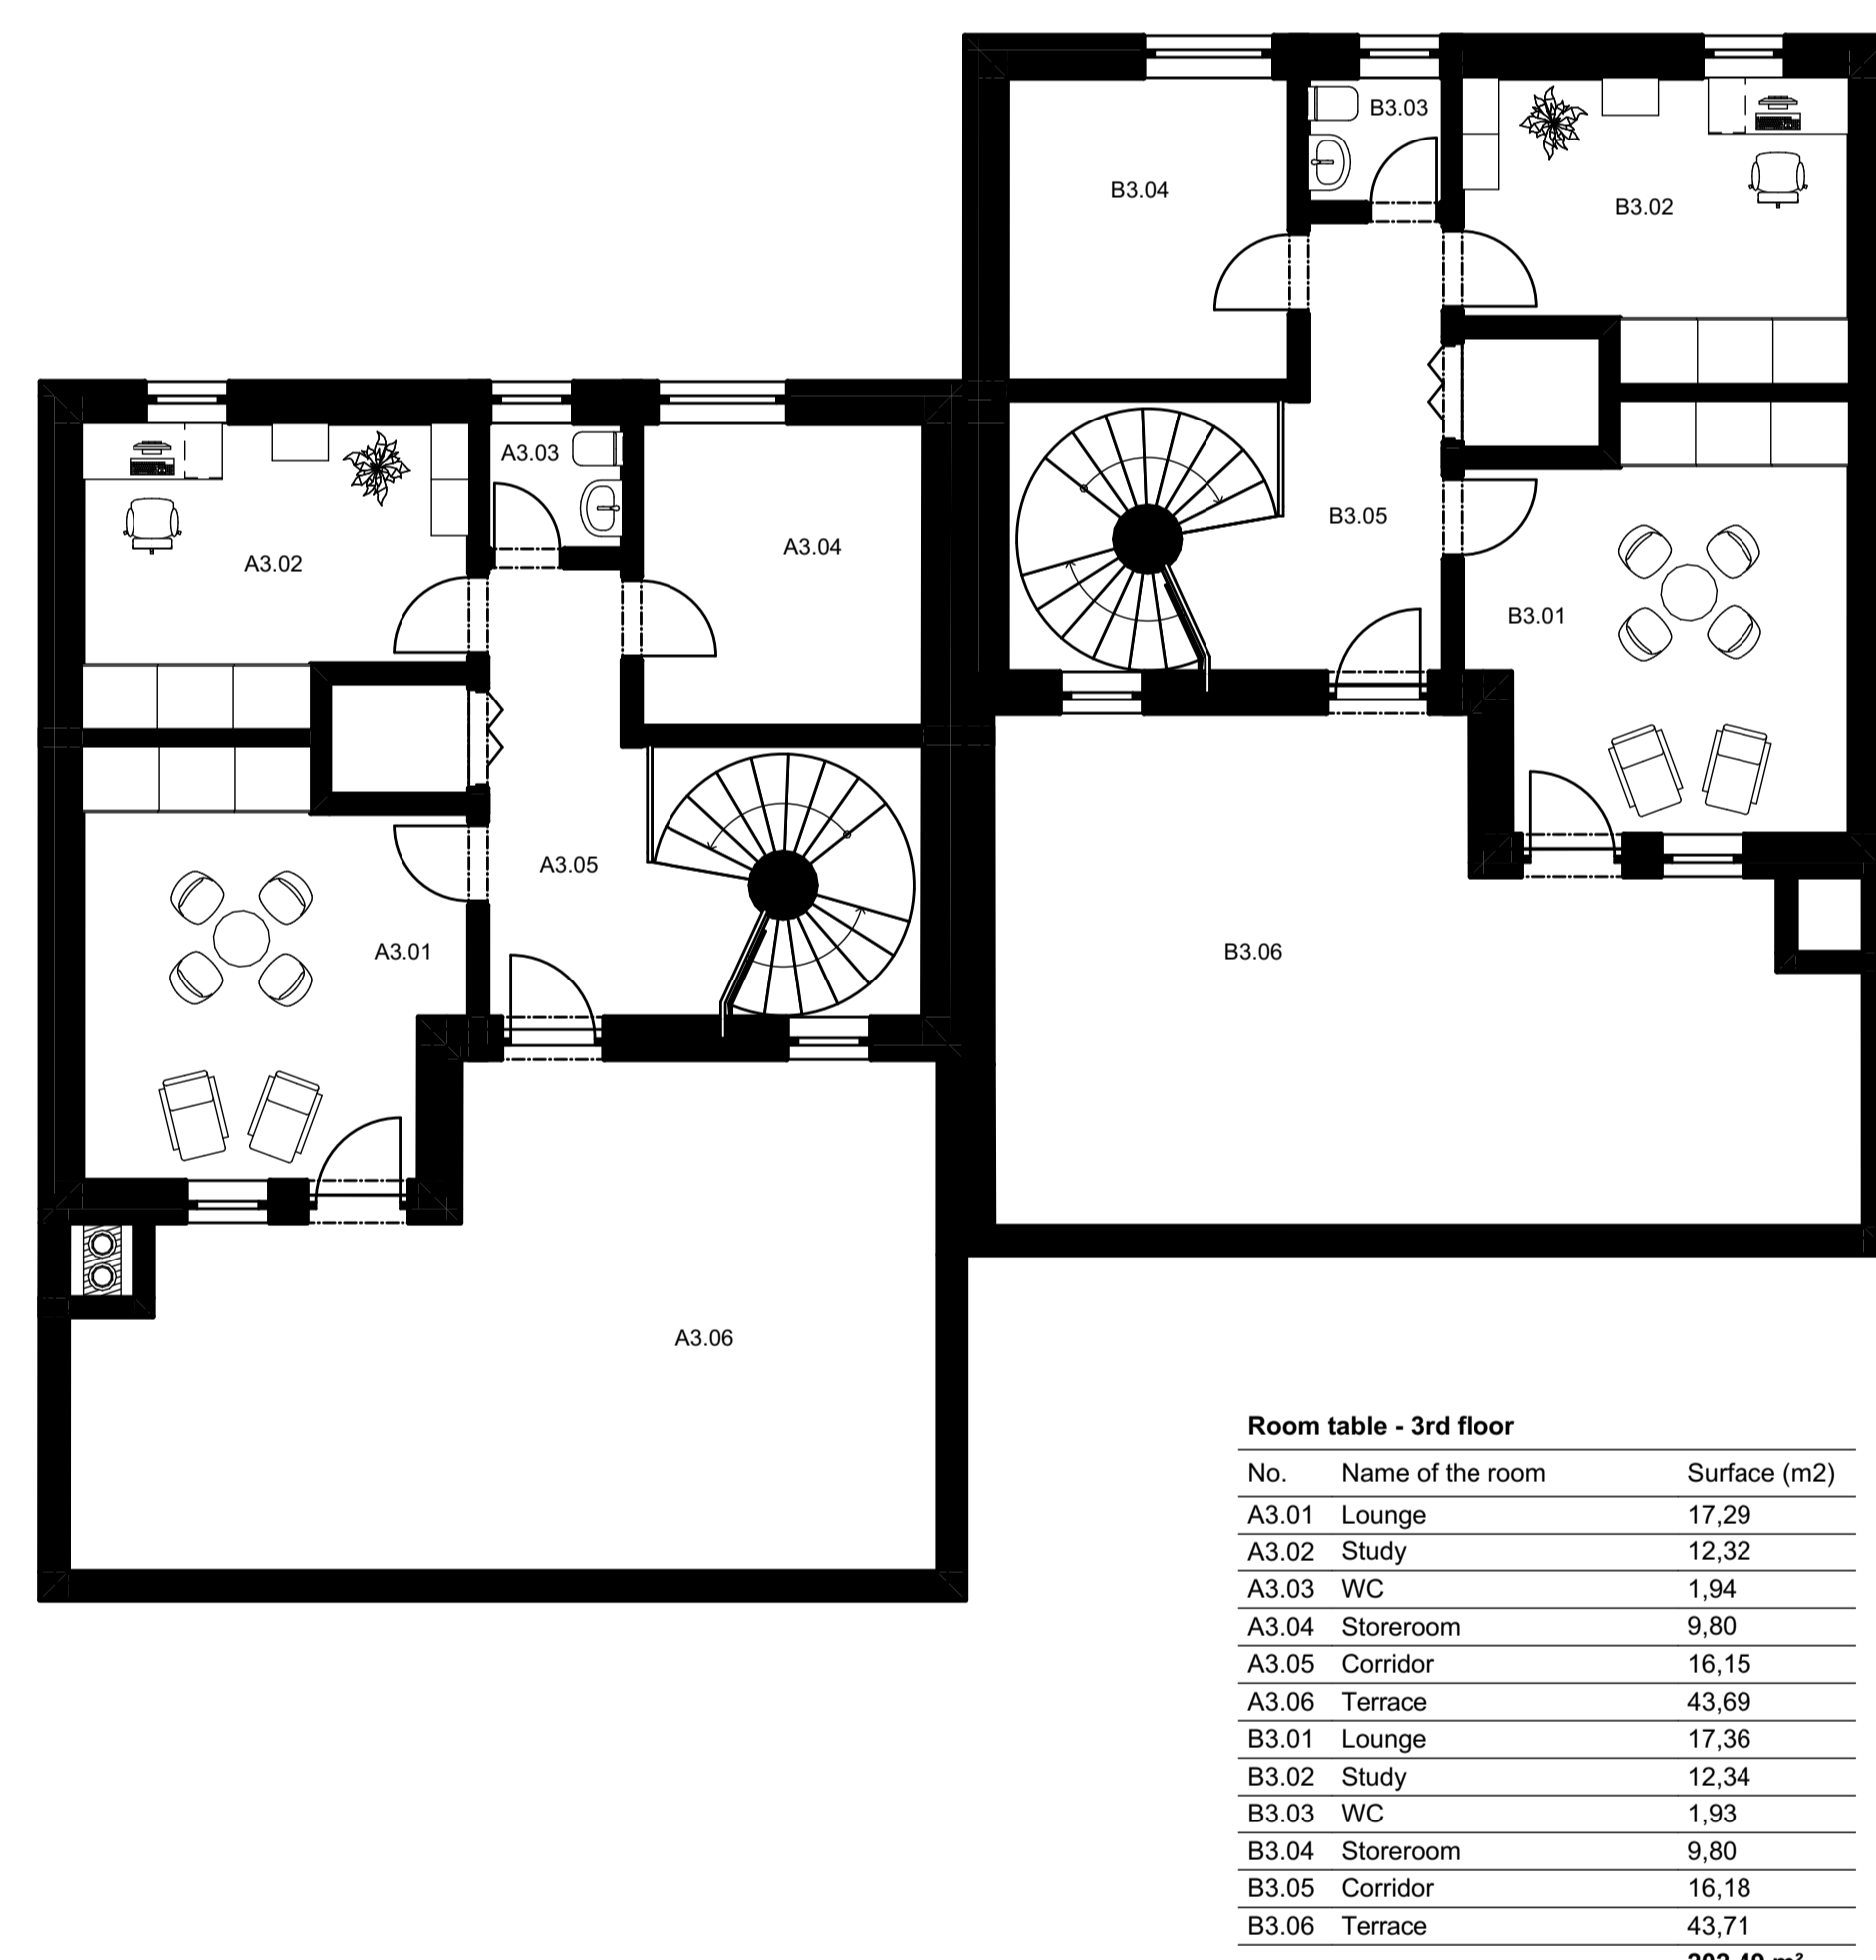 B3.03
B3.04
B3.02
A3.03
B3.05
A3.04
A3.02
B3.01
A3.05
A3.01
B3.06
A3.06
Room table - 3rd floor
No. Name of the room Surface (m2)
A3.01 Lounge 17,29
A3.02 Study 12,32
A3.03 WC 1,94
A3.04 Storeroom 9,80
A3.05 Corridor 16,15
A3.06 Terrace 43,69
B3.01 Lounge 17,36
B3.02 Study 12,34
B3.03 WC 1,93
B3.04 Storeroom 9,80
B3.05 Corridor 16,18
B3.06 Terrace 43,71